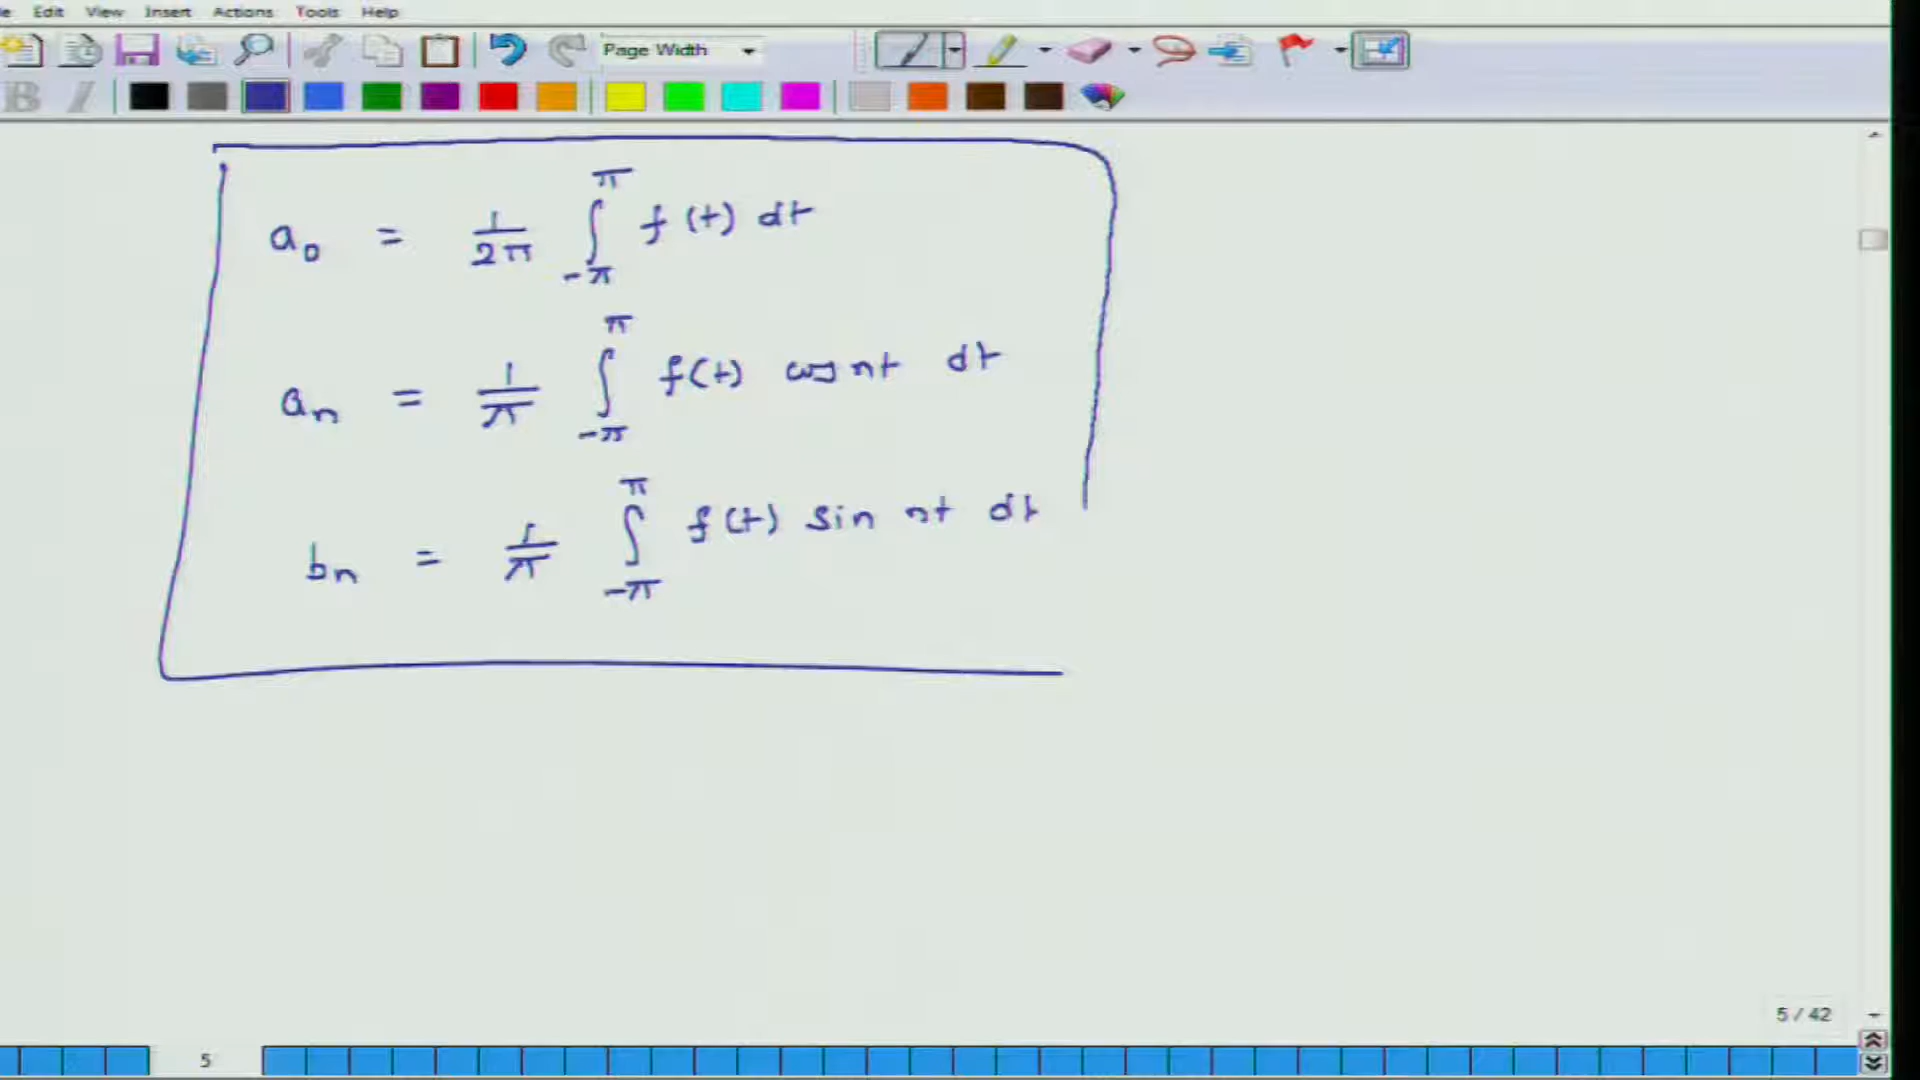 Edit View Insert Actions Tools Help
Page Width
B I
a₀ = 1/2π ∫_{-π}^{π} f(t) dt
aₙ = 1/π ∫_{-π}^{π} f(t) cos nt dt
bₙ = 1/π ∫_{-π}^{π} f(t) sin nt dt
5 / 42
5